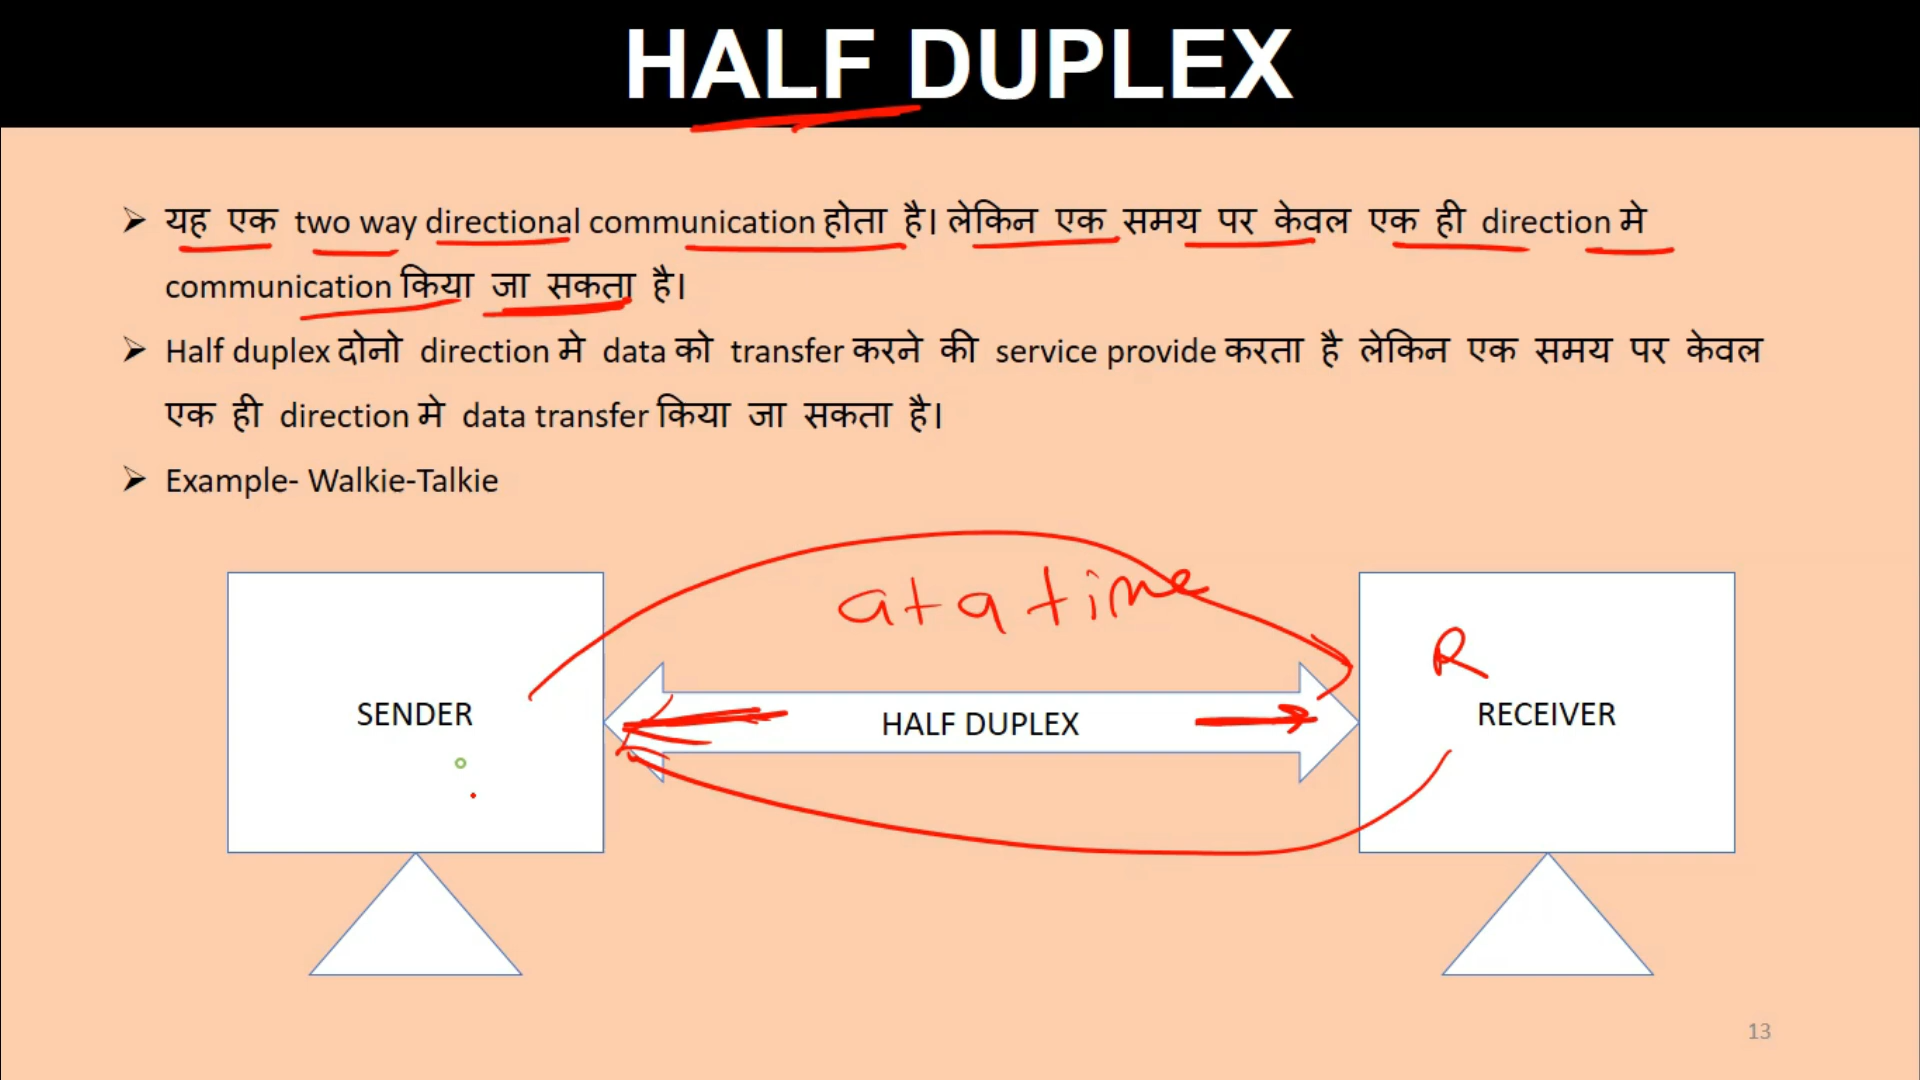 HALF DUPLEX
➢ यह एक two way directional communication होता है। लेकिन एक समय पर केवल एक ही direction मे
communication किया जा सकता है।
➢ Half duplex दोनो direction मे data को transfer करने की service provide करता है लेकिन एक समय पर केवल
एक ही direction मे data transfer किया जा सकता है।
➢ Example- Walkie-Talkie
at a time
R
SENDER
HALF DUPLEX
RECEIVER
13